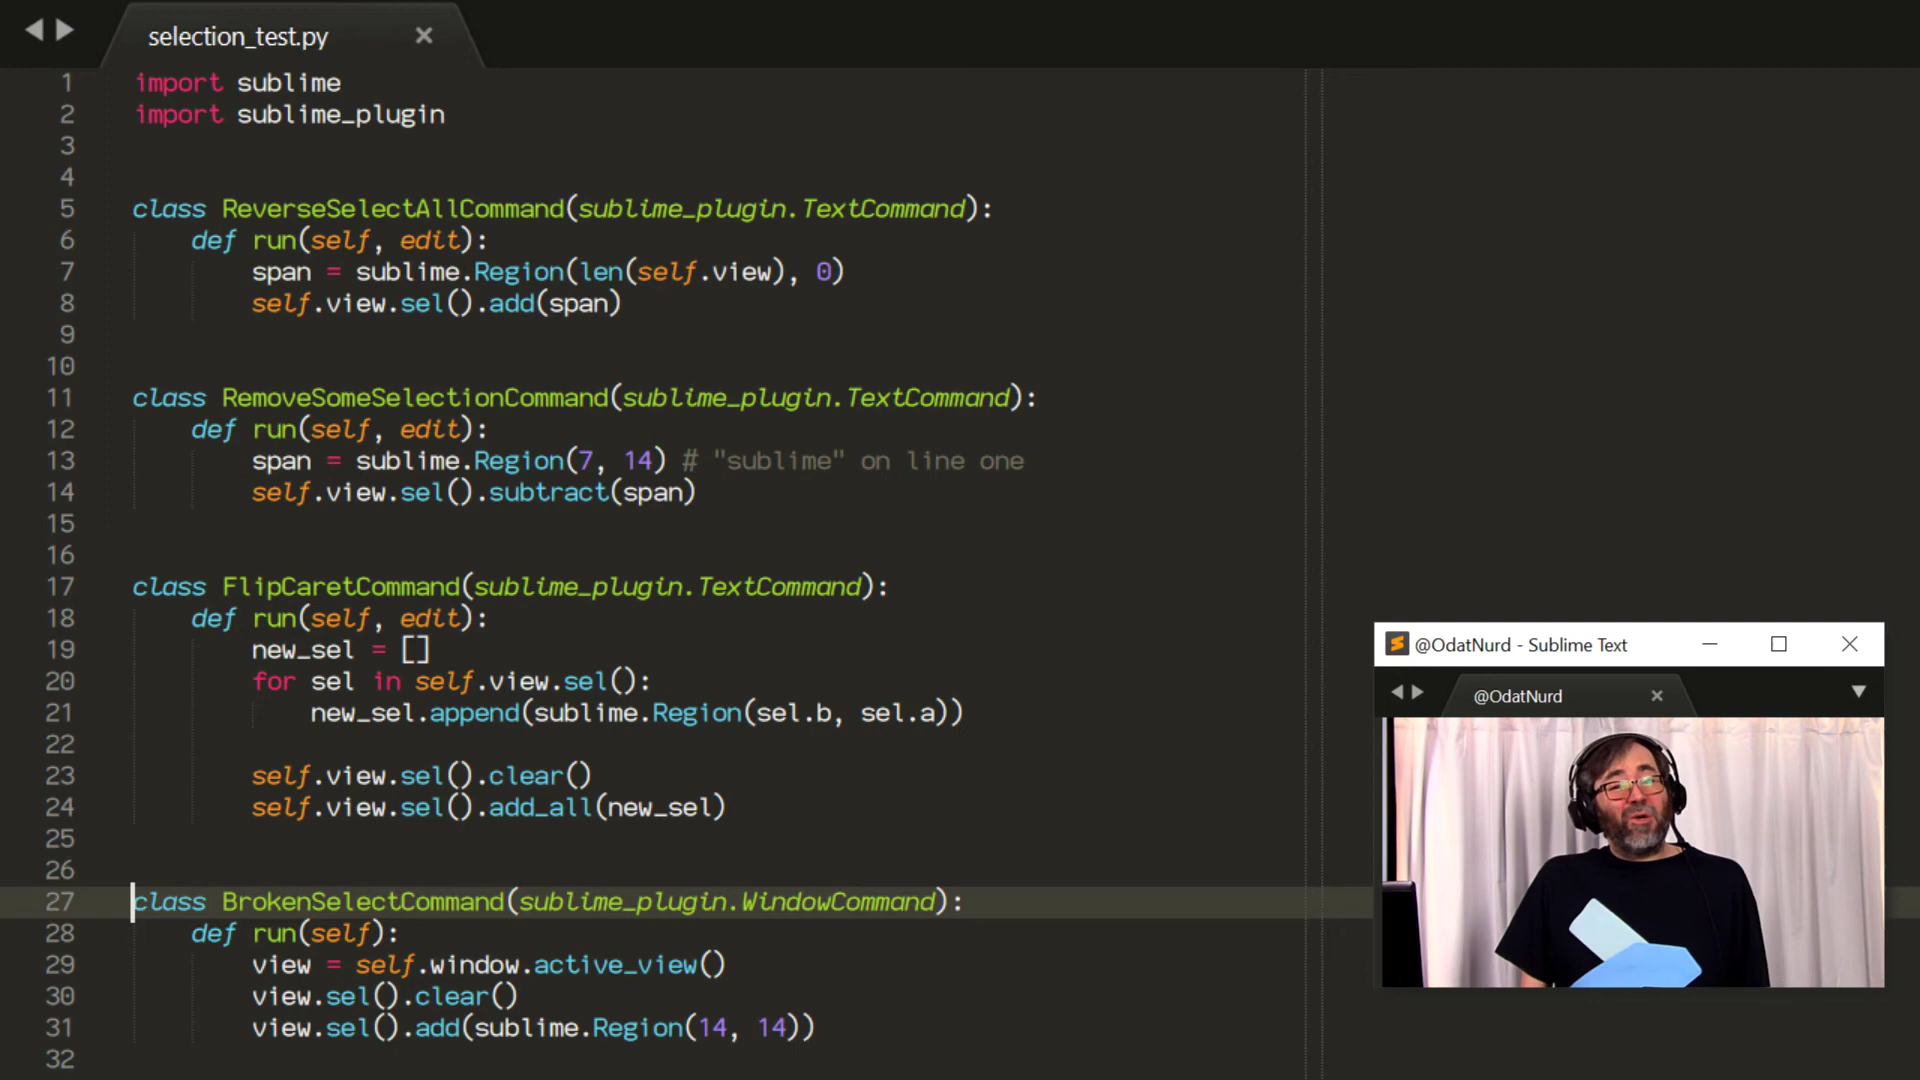 selection_test.py
1 import sublime
2 import sublime_plugin
3
4
5 class ReverseSelectAllCommand(sublime_plugin.TextCommand):
6     def run(self, edit):
7         span = sublime.Region(len(self.view), 0)
8         self.view.sel().add(span)
9
10
11 class RemoveSomeSelectionCommand(sublime_plugin.TextCommand):
12     def run(self, edit):
13         span = sublime.Region(7, 14) # "sublime" on line one
14         self.view.sel().subtract(span)
15
16
17 class FlipCaretCommand(sublime_plugin.TextCommand):
18     def run(self, edit):
19         new_sel = []
20         for sel in self.view.sel():
21             new_sel.append(sublime.Region(sel.b, sel.a))
22
23         self.view.sel().clear()
24         self.view.sel().add_all(new_sel)
25
26
27 class BrokenSelectCommand(sublime_plugin.WindowCommand):
28     def run(self):
29         view = self.window.active_view()
30         view.sel().clear()
31         view.sel().add(sublime.Region(14, 14))
32
@OdatNurd - Sublime Text
@OdatNurd